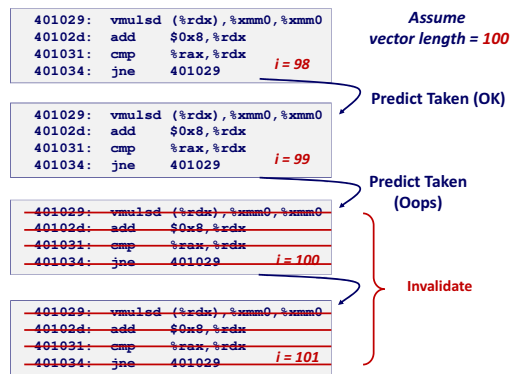 401029: vmulsd (%rdx),%xmm0,%xmm0
40102d: add $0x8,%rdx
401031: cmp %rax,%rdx
401034: jne 401029
i = 98
Assume
vector length = 100
Predict Taken (OK)
401029: vmulsd (%rdx),%xmm0,%xmm0
40102d: add $0x8,%rdx
401031: cmp %rax,%rdx
401034: jne 401029
i = 99
Predict Taken
(Oops)
401029: vmulsd (%rdx),%xmm0,%xmm0
40102d: add $0x8,%rdx
401031: cmp %rax,%rdx
401034: jne 401029
i = 100
Invalidate
401029: vmulsd (%rdx),%xmm0,%xmm0
40102d: add $0x8,%rdx
401031: cmp %rax,%rdx
401034: jne 401029
i = 101